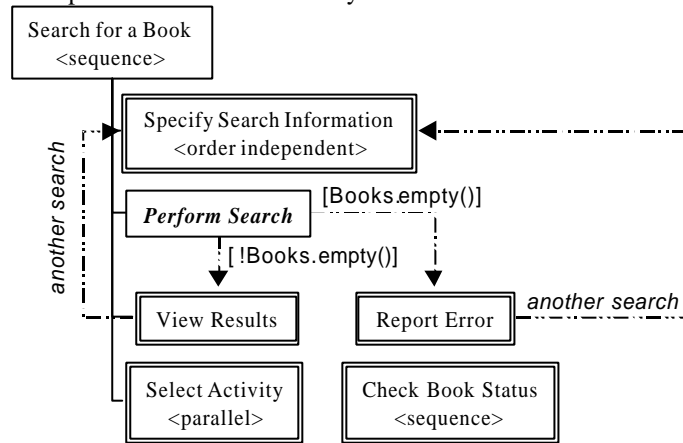 Search for a Book
<sequence>
Specify Search Information
<order independent>
another search
Perform Search
[Books.empty()]
[ !Books.empty()]
View Results
Report Error
another search
Select Activity
<parallel>
Check Book Status
<sequence>